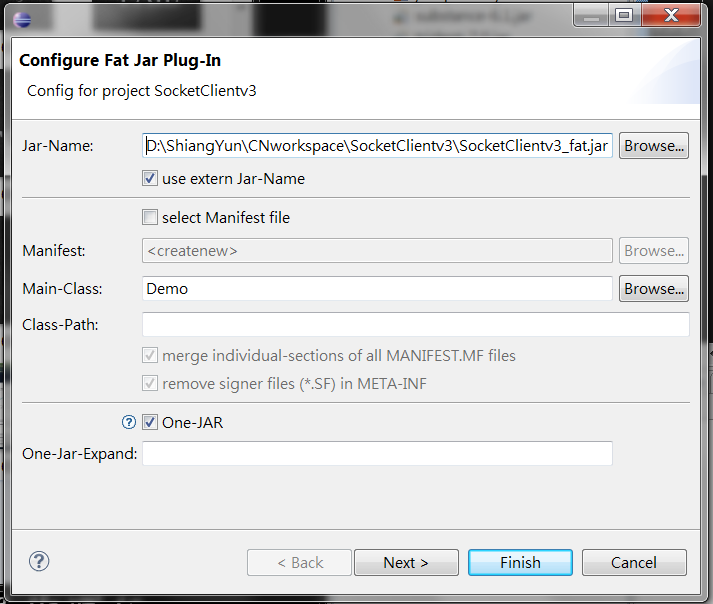 Configure Fat Jar Plug-In
Config for project SocketClientv3
Jar-Name: D:\ShiangYun\CNworkspace\SocketClientv3\SocketClientv3_fat.jar Browse...
use extern Jar-Name
select Manifest file
Manifest: <createnew> Browse...
Main-Class: Demo Browse...
Class-Path:
merge individual-sections of all MANIFEST.MF files
remove signer files (*.SF) in META-INF
One-JAR
One-Jar-Expand:
< Back Next > Finish Cancel